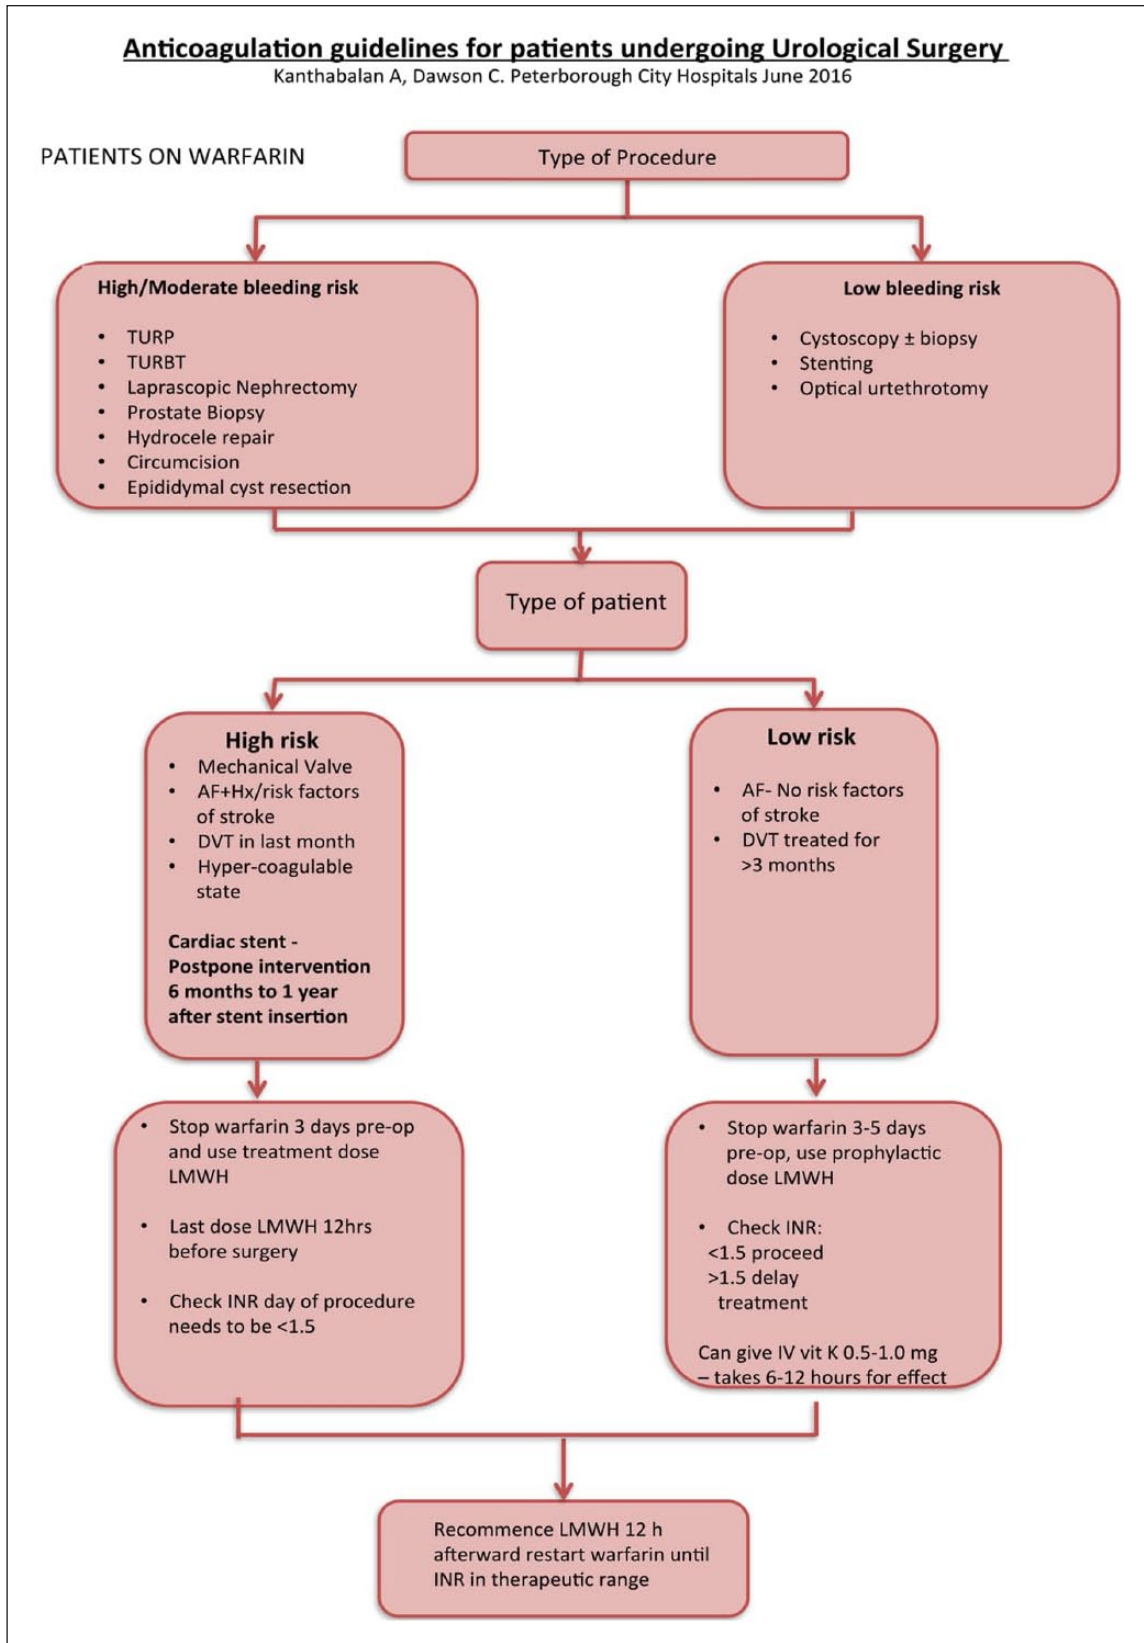 Anticoagulation guidelines for patients undergoing Urological Surgery
Kanthabalan A, Dawson C. Peterborough City Hospitals June 2016
PATIENTS ON WARFARIN
Type of Procedure
High/Moderate bleeding risk
• TURP
• TURBT
• Laprascopic Nephrectomy
• Prostate Biopsy
• Hydrocele repair
• Circumcision
• Epididymal cyst resection
Low bleeding risk
• Cystoscopy ± biopsy
• Stenting
• Optical urtethrotomy
Type of patient
High risk
• Mechanical Valve
• AF+Hx/risk factors
of stroke
• DVT in last month
• Hyper-coagulable
state
Cardiac stent -
Postpone intervention
6 months to 1 year
after stent insertion
Low risk
• AF- No risk factors
of stroke
• DVT treated for
>3 months
• Stop warfarin 3 days pre-op
and use treatment dose
LMWH
• Last dose LMWH 12hrs
before surgery
• Check INR day of procedure
needs to be <1.5
• Stop warfarin 3-5 days
pre-op, use prophylactic
dose LMWH
• Check INR:
<1.5 proceed
>1.5 delay
treatment
Can give IV vit K 0.5-1.0 mg
– takes 6-12 hours for effect
Recommence LMWH 12 h
afterward restart warfarin until
INR in therapeutic range